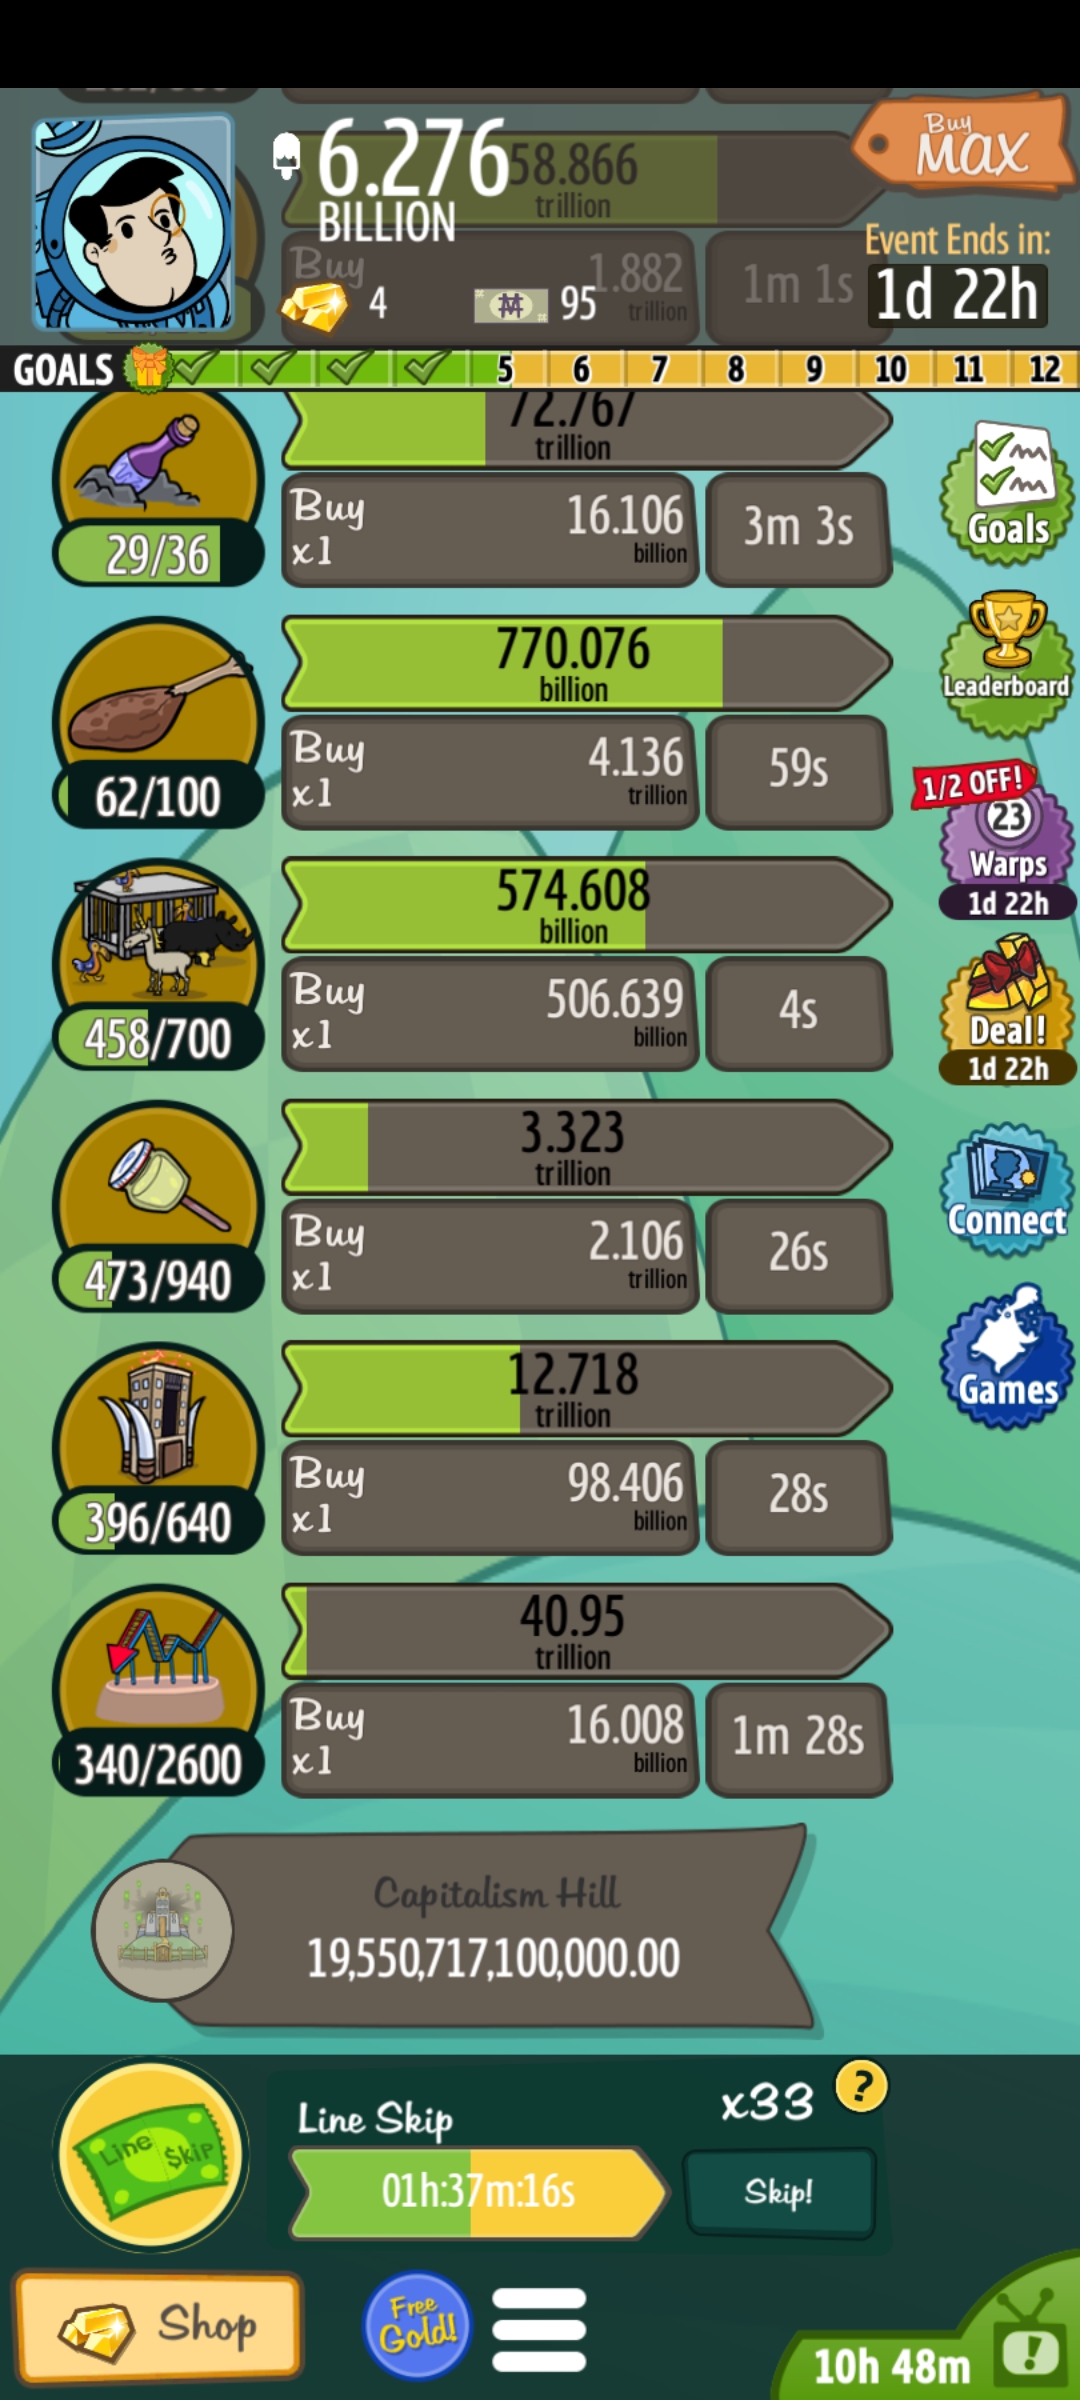 6.276
BILLION
58.866
trillion
Buy
MAX
Buy
1.882
trillion
1m 1s
4
95
Event Ends in:
1d 22h
GOALS
5 6 7 8 9 10 11 12
72.767
trillion
29/36
Buy
x1
16.106
billion
3m 3s
Goals
770.076
billion
62/100
Buy
x1
4.136
trillion
59s
Leaderboard
1/2 OFF!
23
Warps
1d 22h
574.608
billion
458/700
Buy
x1
506.639
billion
4s
Deal!
1d 22h
3.323
trillion
473/940
Buy
x1
2.106
trillion
26s
Connect
12.718
trillion
396/640
Buy
x1
98.406
billion
28s
Games
40.95
trillion
340/2600
Buy
x1
16.008
billion
1m 28s
Capitalism Hill
19,550,717,100,000.00
Line $kip
Line Skip
x33
?
01h:37m:16s
Skip!
Shop
Free
Gold!
10h 48m
!